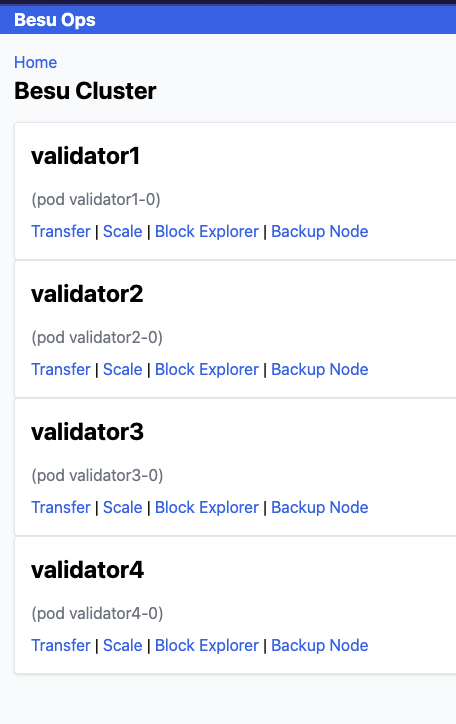 Besu Ops
Home
Besu Cluster
validator1
(pod validator1-0)
Transfer | Scale | Block Explorer | Backup Node
validator2
(pod validator2-0)
Transfer | Scale | Block Explorer | Backup Node
validator3
(pod validator3-0)
Transfer | Scale | Block Explorer | Backup Node
validator4
(pod validator4-0)
Transfer | Scale | Block Explorer | Backup Node